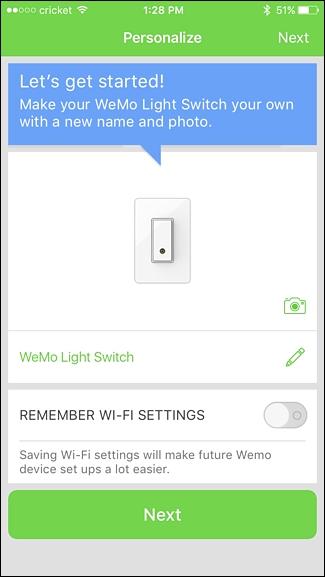 cricket 1:28 PM 51%
Personalize Next
Let's get started!
Make your WeMo Light Switch your own
with a new name and photo.
WeMo Light Switch
REMEMBER WI-FI SETTINGS
Saving Wi-Fi settings will make future Wemo
device set ups a lot easier.
Next